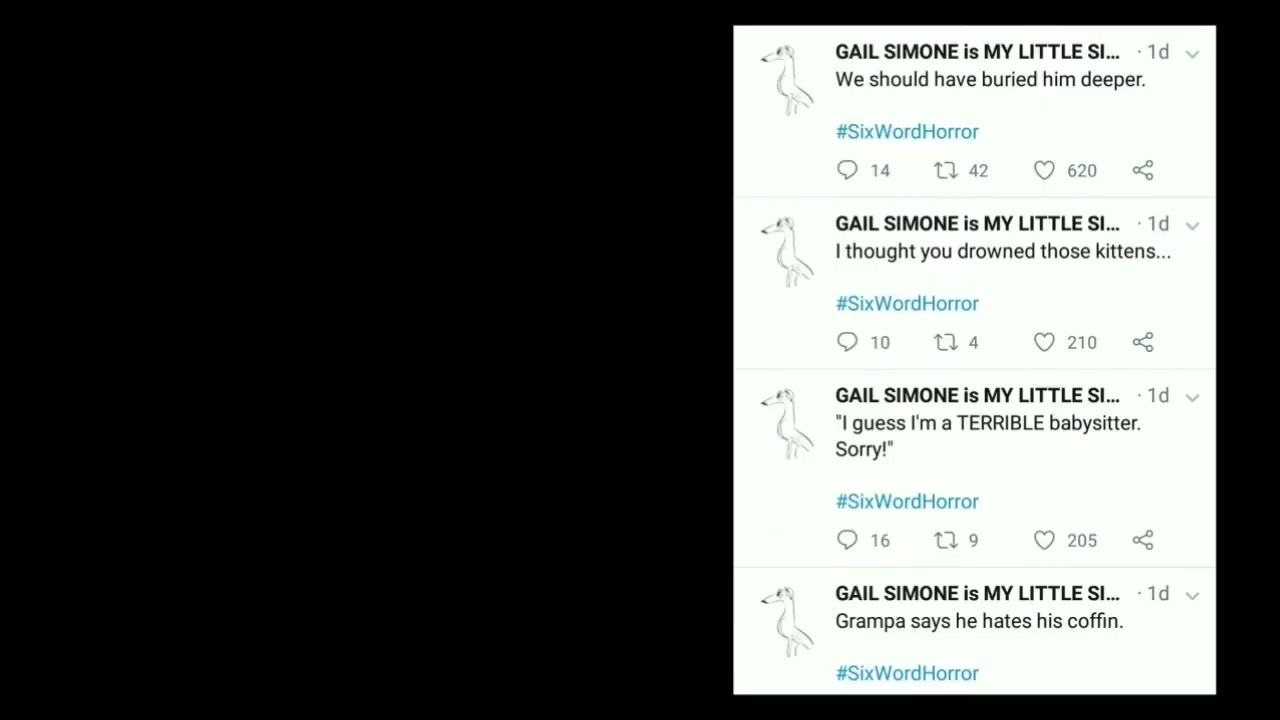 GAIL SIMONE is MY LITTLE SI... · 1d
We should have buried him deeper.
#SixWordHorror
14 42 620
GAIL SIMONE is MY LITTLE SI... · 1d
I thought you drowned those kittens...
#SixWordHorror
10 4 210
GAIL SIMONE is MY LITTLE SI... · 1d
"I guess I'm a TERRIBLE babysitter.
Sorry!"
#SixWordHorror
16 9 205
GAIL SIMONE is MY LITTLE SI... · 1d
Grampa says he hates his coffin.
#SixWordHorror